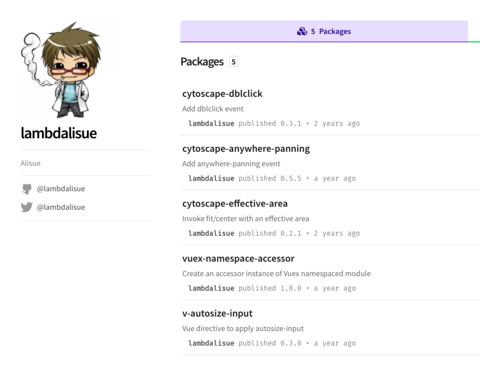 5 Packages
lambdalisue
Alisue
@lambdalisue
@lambdalisue
Packages 5
cytoscape-dblclick
Add dblclick event
lambdalisue published 0.3.1 • 2 years ago
cytoscape-anywhere-panning
Add anywhere-panning event
lambdalisue published 0.5.5 • a year ago
cytoscape-effective-area
Invoke fit/center with an effective area
lambdalisue published 0.2.1 • 2 years ago
vuex-namespace-accessor
Create an accessor instance of Vuex namespaced module
lambdalisue published 1.0.0 • a year ago
v-autosize-input
Vue directive to apply autosize-input
lambdalisue published 0.3.0 • a year ago